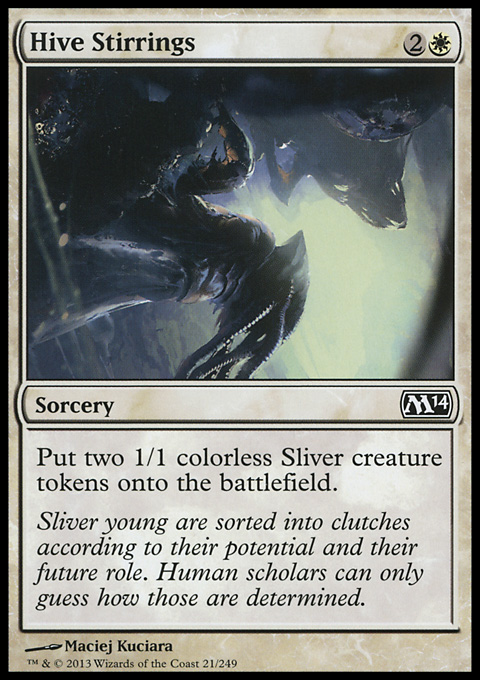 Hive Stirrings 2
Sorcery M14
Put two 1/1 colorless Sliver creature
tokens onto the battlefield.
Sliver young are sorted into clutches
according to their potential and their
future role. Human scholars can only
guess how those are determined.
Maciej Kuciara
™ & © 2013 Wizards of the Coast 21/249